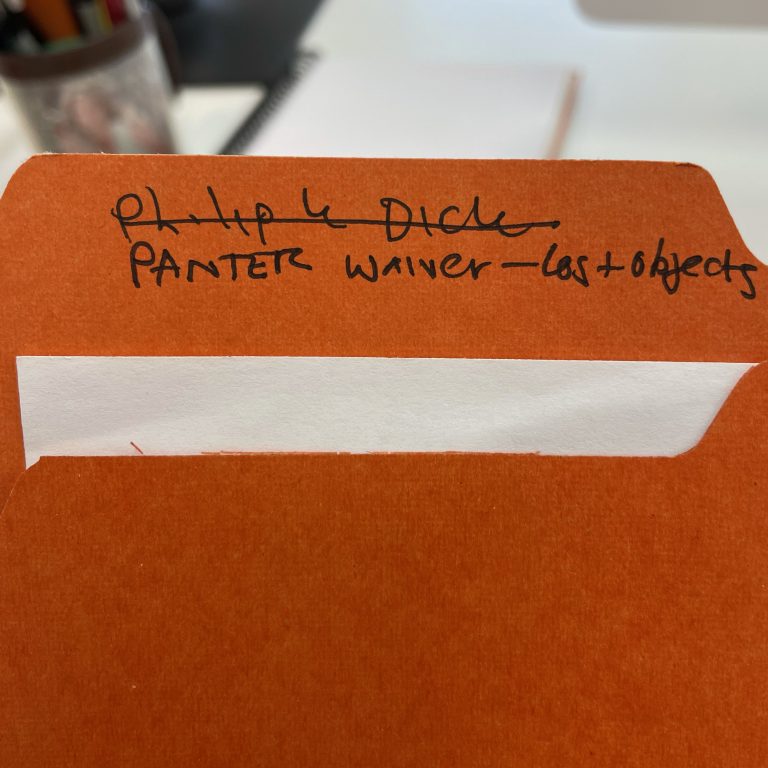 Philip K Dick
PANTER WAIVER - Lost objects